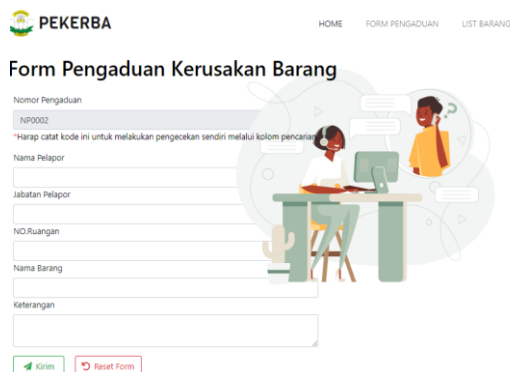 PEKERBA
HOME FORM PENGADUAN LIST BARANG
Form Pengaduan Kerusakan Barang
Nomor Pengaduan
NP0002
*Harap catat kode ini untuk melakukan pengecekan sendiri melalui kolom pencarian
Nama Pelapor
Jabatan Pelapor
NO.Ruangan
Nama Barang
Keterangan
Kirim Reset Form